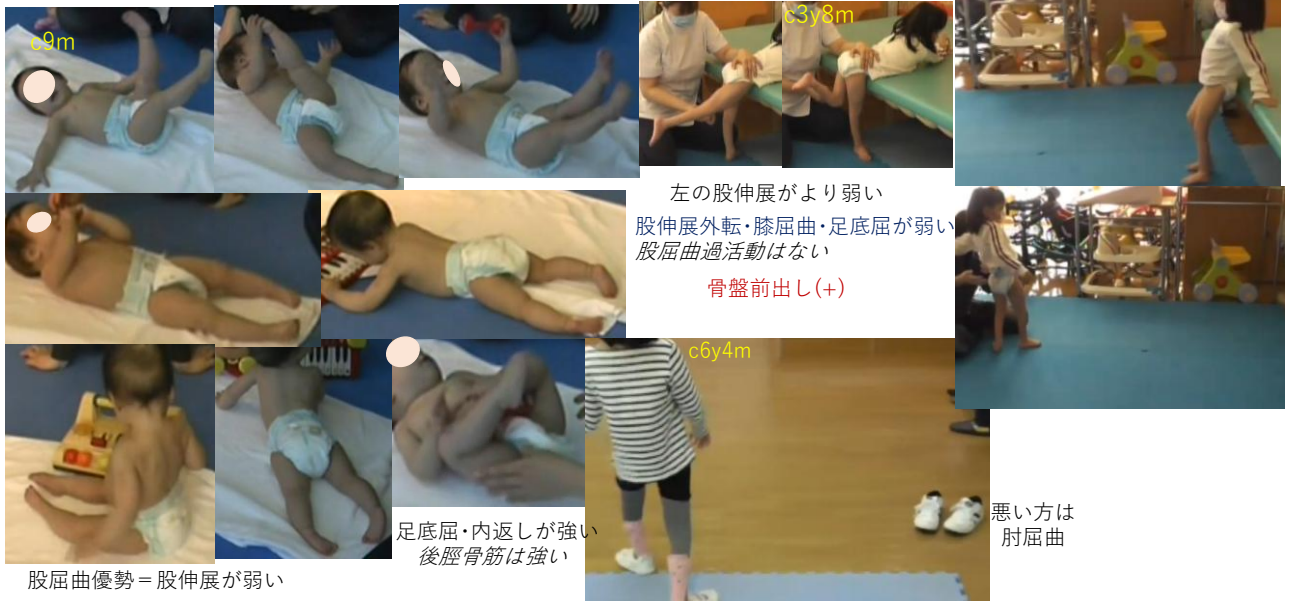 c9m
c3y8m
左の股伸展がより弱い
股伸展外転・膝屈曲・足底屈が弱い
股屈曲過活動はない
骨盤前出し(+)
c6y4m
足底屈・内返しが強い
後脛骨筋は強い
悪い方は
肘屈曲
股屈曲優勢＝股伸展が弱い